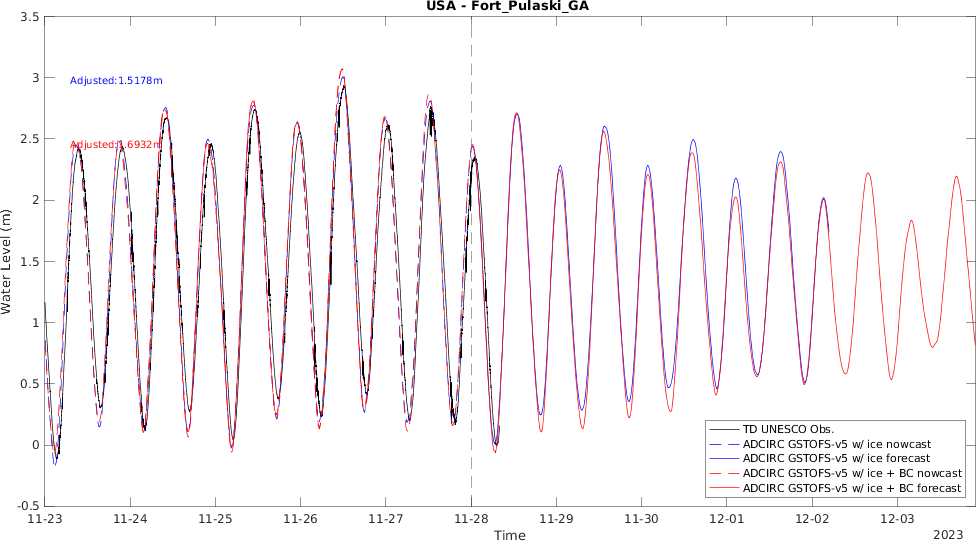 USA - Fort_Pulaski_GA
3.5
3
2.5
2
1.5
1
0.5
0
-0.5
Water Level (m)
Adjusted:1.5178m
Adjusted:1.6932m
TD UNESCO Obs.
ADCIRC GSTOFS-v5 w/ ice nowcast
ADCIRC GSTOFS-v5 w/ ice forecast
ADCIRC GSTOFS-v5 w/ ice + BC nowcast
ADCIRC GSTOFS-v5 w/ ice + BC forecast
11-23 11-24 11-25 11-26 11-27 11-28 11-29 11-30 12-01 12-02 12-03
Time
2023